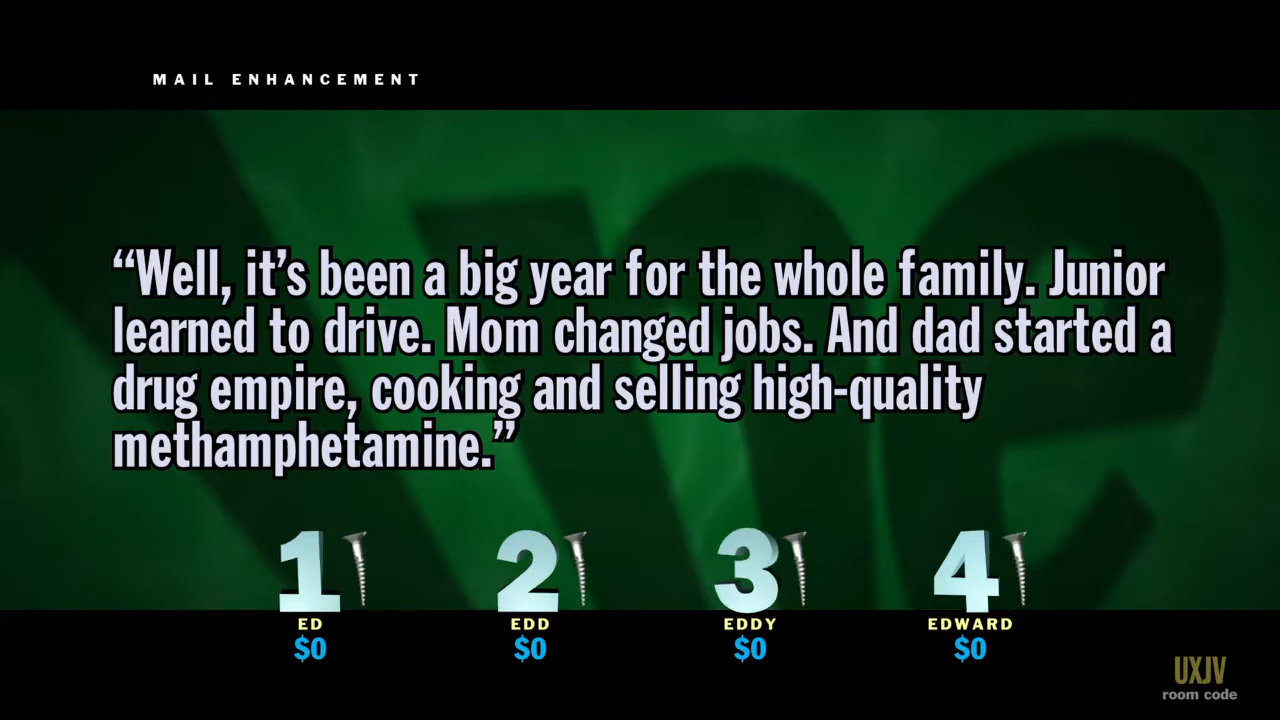 MAIL ENHANCEMENT
“Well, it’s been a big year for the whole family. Junior
learned to drive. Mom changed jobs. And dad started a
drug empire, cooking and selling high-quality
methamphetamine.”
1 2 3 4
ED EDD EDDY EDWARD
$0 $0 $0 $0
UXJV
room code